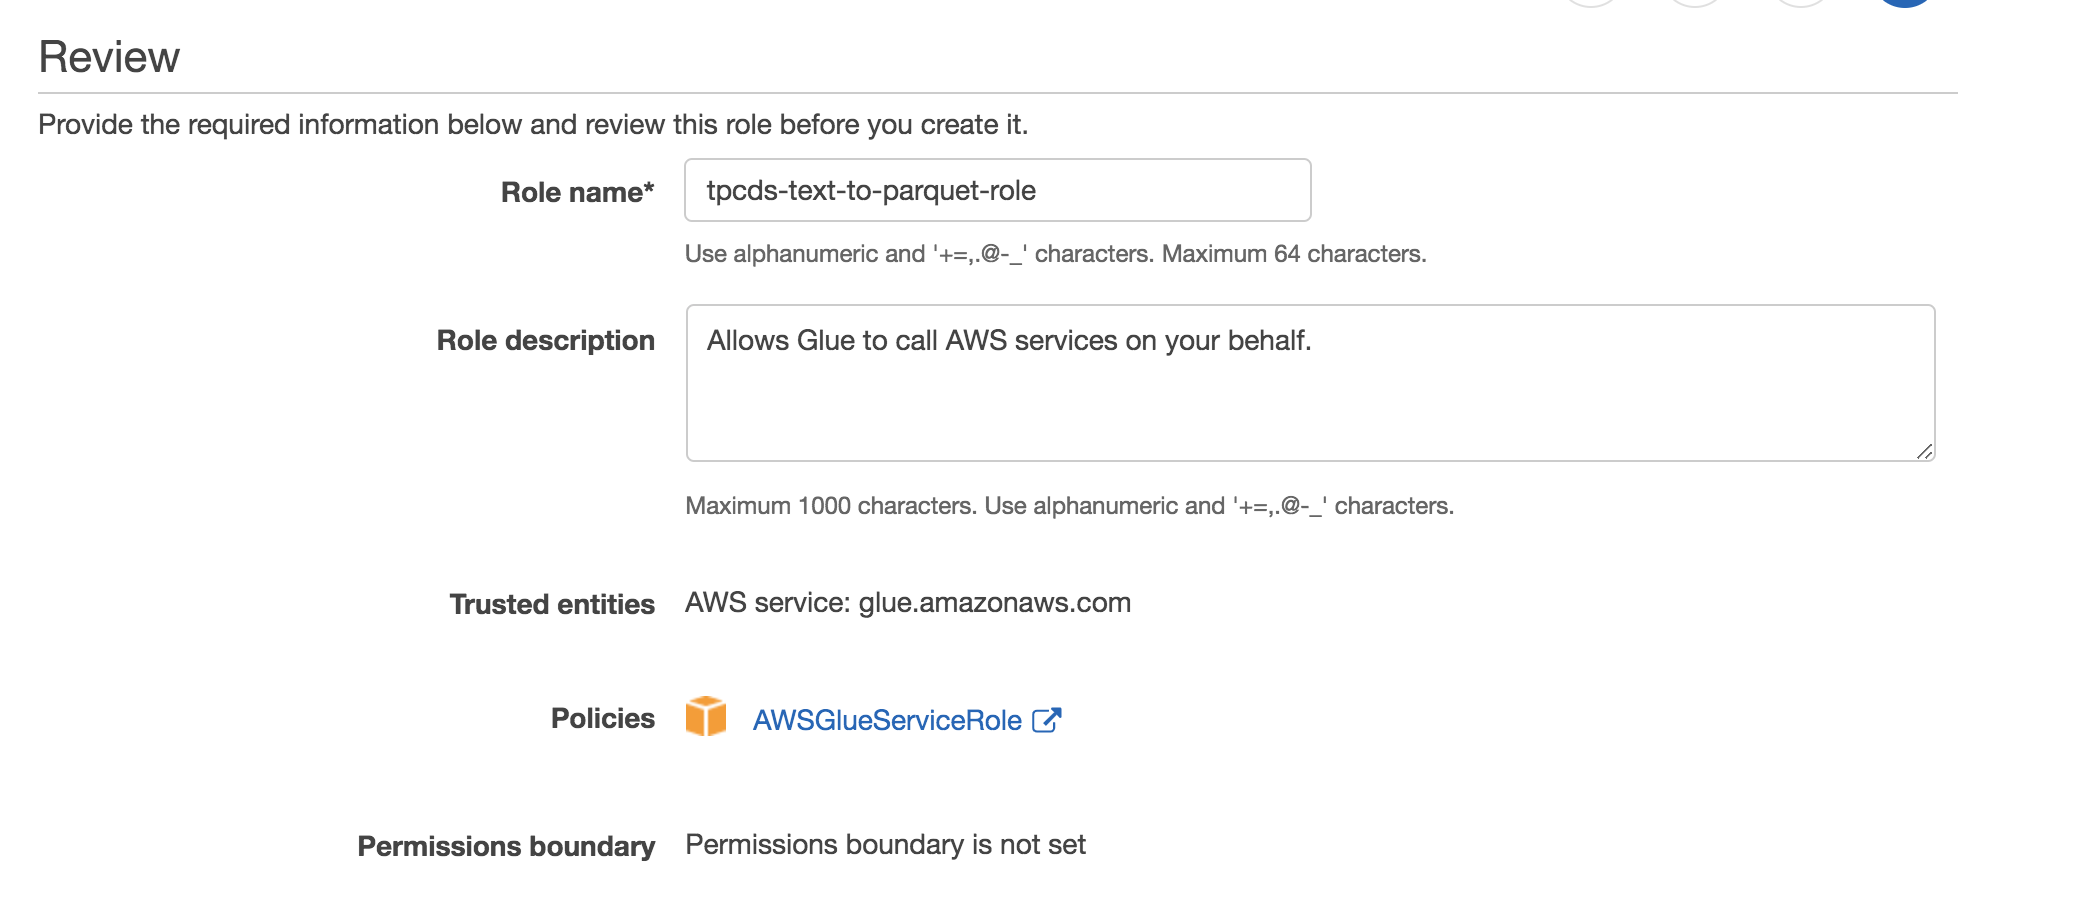 Review
Provide the required information below and review this role before you create it.
Role name* tpcds-text-to-parquet-role
Use alphanumeric and '+=,.@-_' characters. Maximum 64 characters.
Role description Allows Glue to call AWS services on your behalf.
Maximum 1000 characters. Use alphanumeric and '+=,.@-_' characters.
Trusted entities AWS service: glue.amazonaws.com
Policies AWSGlueServiceRole
Permissions boundary Permissions boundary is not set